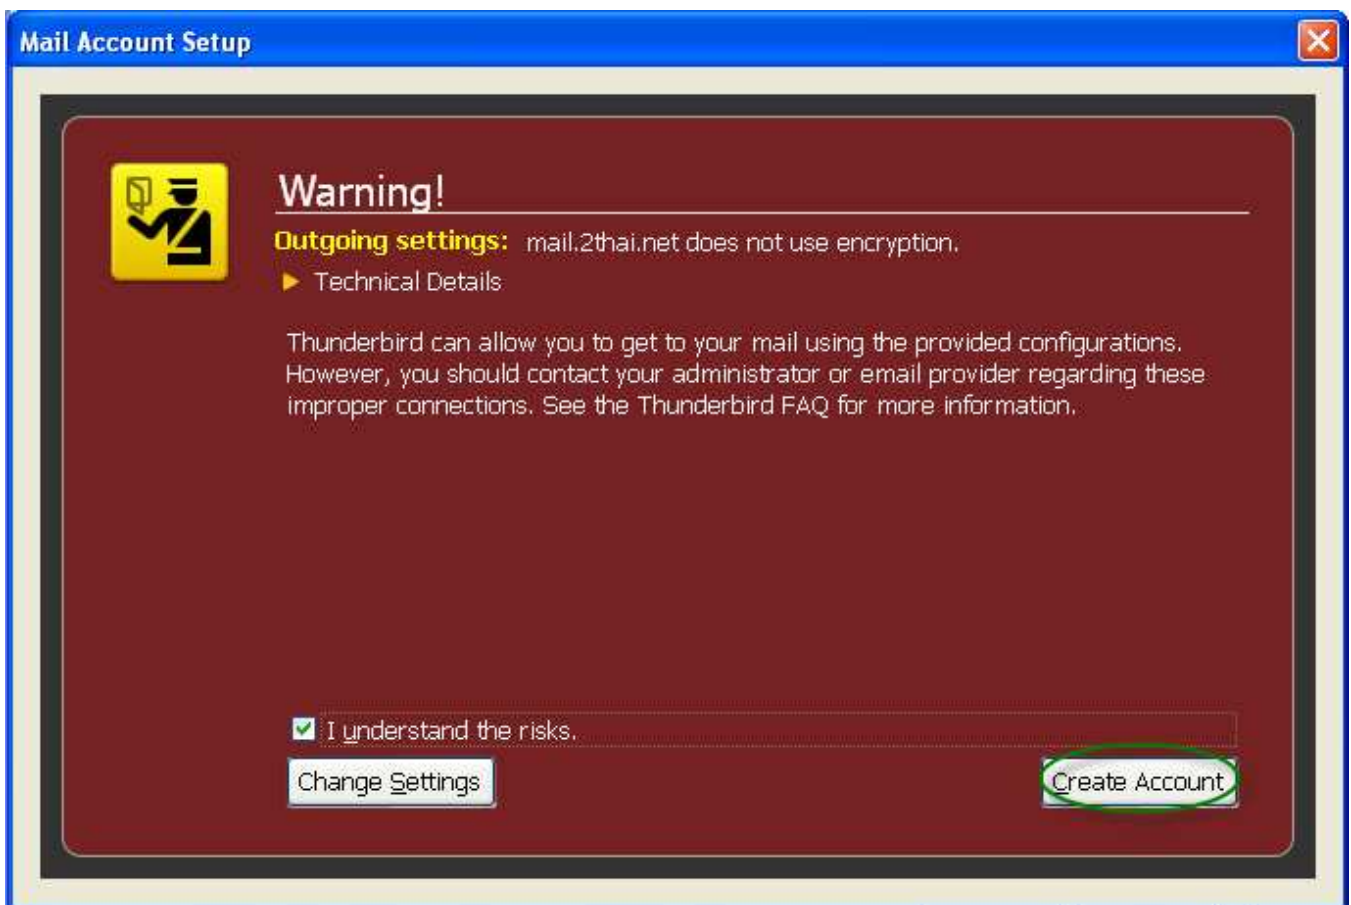 Mail Account Setup
Warning!
Outgoing settings: mail.2thai.net does not use encryption.
Technical Details
Thunderbird can allow you to get to your mail using the provided configurations.
However, you should contact your administrator or email provider regarding these
improper connections. See the Thunderbird FAQ for more information.
I understand the risks.
Change Settings
Create Account